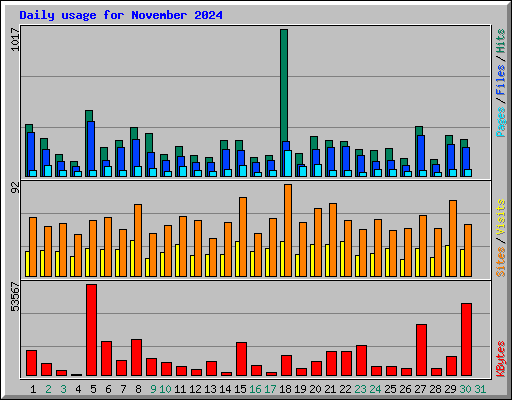 Daily usage for November 2024
1017
Pages / Files / Hits
92
Sites / Visits
53567
KBytes
1 2 3 4 5 6 7 8 9 10 11 12 13 14 15 16 17 18 19 20 21 22 23 24 25 26 27 28 29 30 31